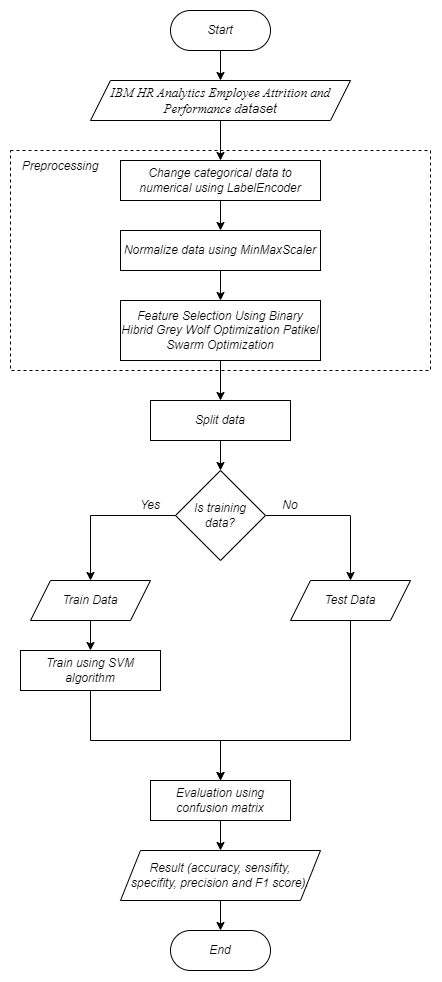 Start
IBM HR Analytics Employee Attrition and
Performance dataset
Preprocessing
Change categorical data to
numerical using LabelEncoder
Normalize data using MinMaxScaler
Feature Selection Using Binary
Hibrid Grey Wolf Optimization Patikel
Swarm Optimization
Split data
Is training
data?
Yes
No
Train Data
Test Data
Train using SVM
algorithm
Evaluation using
confusion matrix
Result (accuracy, sensifity,
specifity, precision and F1 score)
End